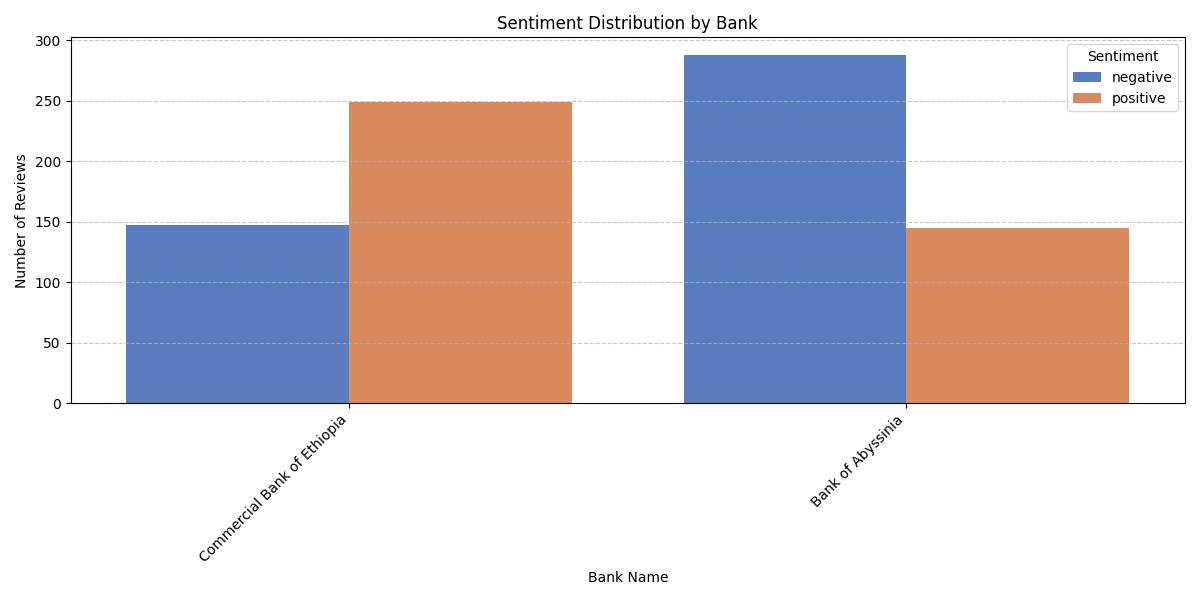 Sentiment Distribution by Bank
300
250
200
150
100
50
0
Number of Reviews
Sentiment
negative
positive
Commercial Bank of Ethiopia
Bank of Abyssinia
Bank Name